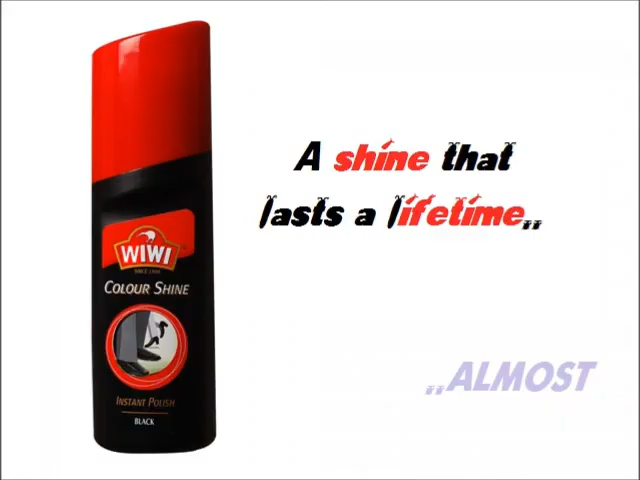 A shine that
lasts a lifetime,,
,,ALMOST
WIWI
SINCE 1906
COLOUR SHINE
INSTANT POLISH
BLACK